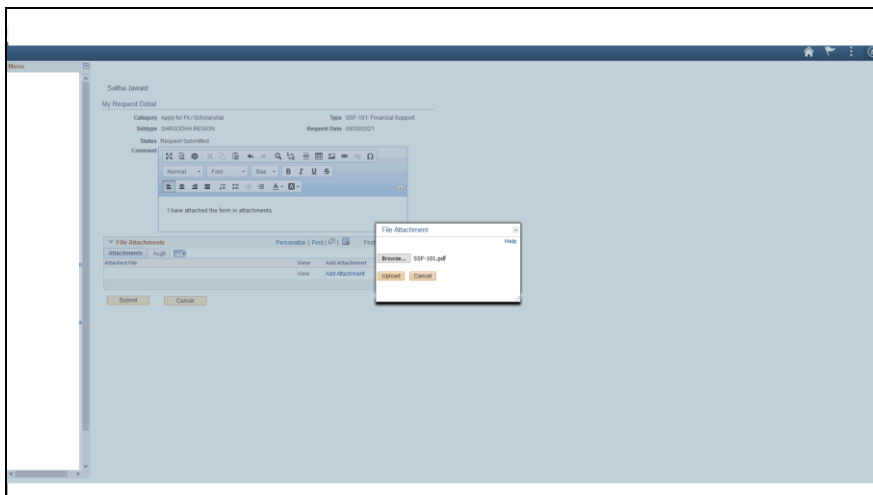 Menu
Saliha Jawaid
My Request Detail
Category Apply for FA / Scholarship Type SSF-101: Financial Support
Subtype SARGODHA REGION Request Date 08/30/2021
Status Request Submitted
Comment
Normal Font Size B I U S
I have attached the form in attachments.
File Attachments Personalize | Find | First
Attachments Audit
Attached File View Add Attachment
View Add Attachment
Submit Cancel
File Attachment
Help
Browse... SSF-101.pdf
Upload Cancel